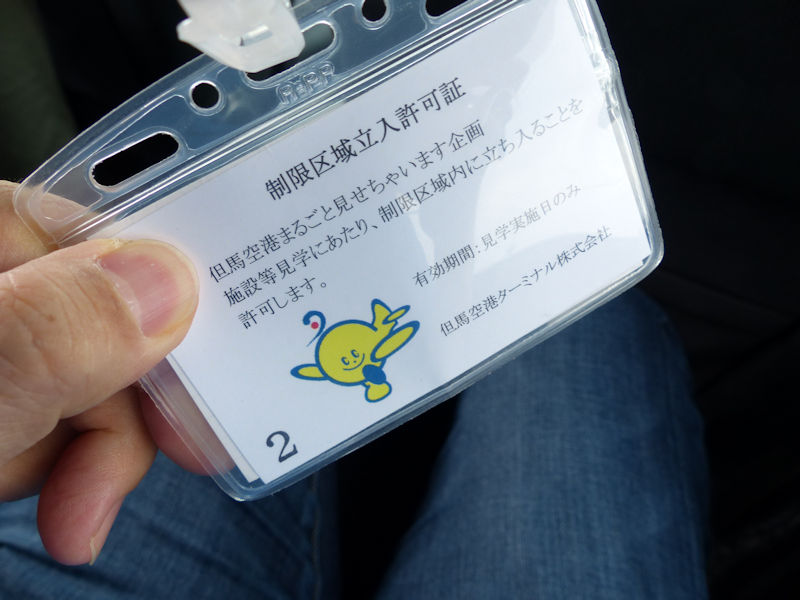 制限区域立入許可証
但馬空港まるごと見せちゃいます企画
施設等見学にあたり、制限区域内に立ち入ることを
許可します。
有効期間：見学実施日のみ
但馬空港ターミナル株式会社
2